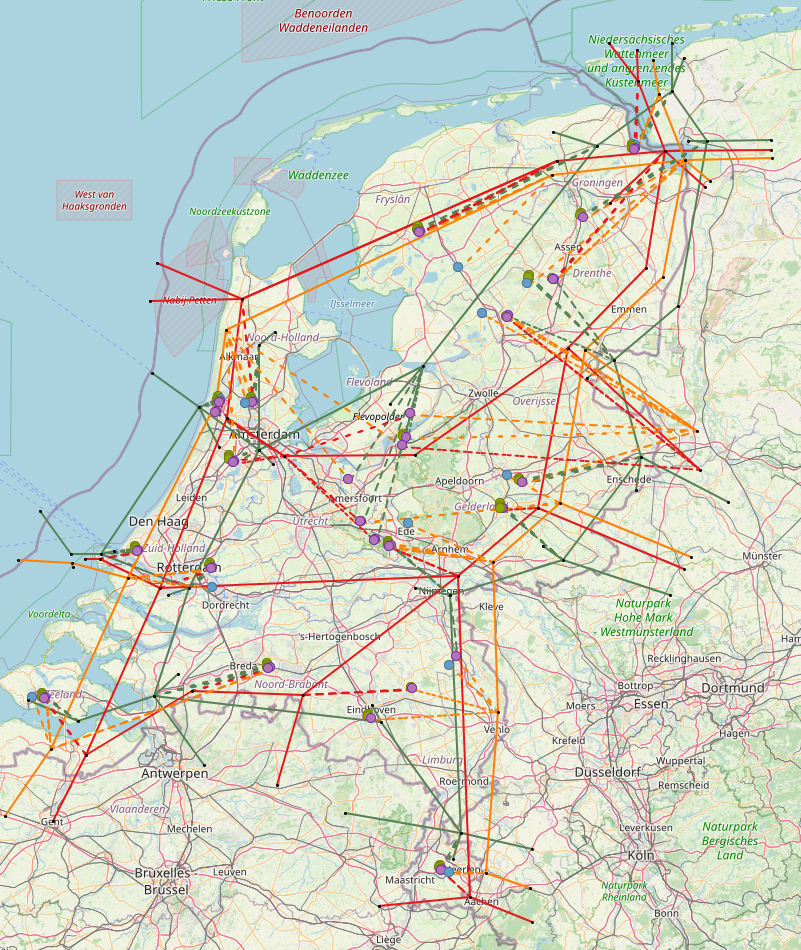 Benoorden
Waddeneilanden
Niedersächsisches
Wattenmeer
und angrenzendes
Küstenmeer
West van
Haaksgronden
Waddenzee
Noordzeekustzone
Fryslân
Groningen
Assen
Drenthe
Nabij Petten
IJsselmeer
Emmen
Noord-Holland
Alkmaar
Flevoland
Zwolle
Overijssel
Flevopolder
Amsterdam
Apeldoorn
Enschede
Leiden
Amersfoort
Gelderland
Den Haag
Utrecht
Ede
Zuid-Holland
Arnhem
Münster
Rotterdam
Nijmegen
Dordrecht
Kleve
Voordelta
Naturpark
Hohe Mark
Westmünsterland
's-Hertogenbosch
Ham
Recklinghausen
Breda
Noord-Brabant
Bottrop
Dortmund
Zeeland
Moers
Essen
Eindhoven
Venlo
Hagen
Krefeld
Limburg
Wuppertal
Antwerpen
Düsseldorf
Roermond
Remscheid
Vlaanderen
Gent
Mechelen
Leverkusen
Naturpark
Bergisches
Land
Köln
Bruxelles -
Brussel
Leuven
Maastricht
Heerlen
Naturpark
Rheinland
Aachen
Bonn
Liège